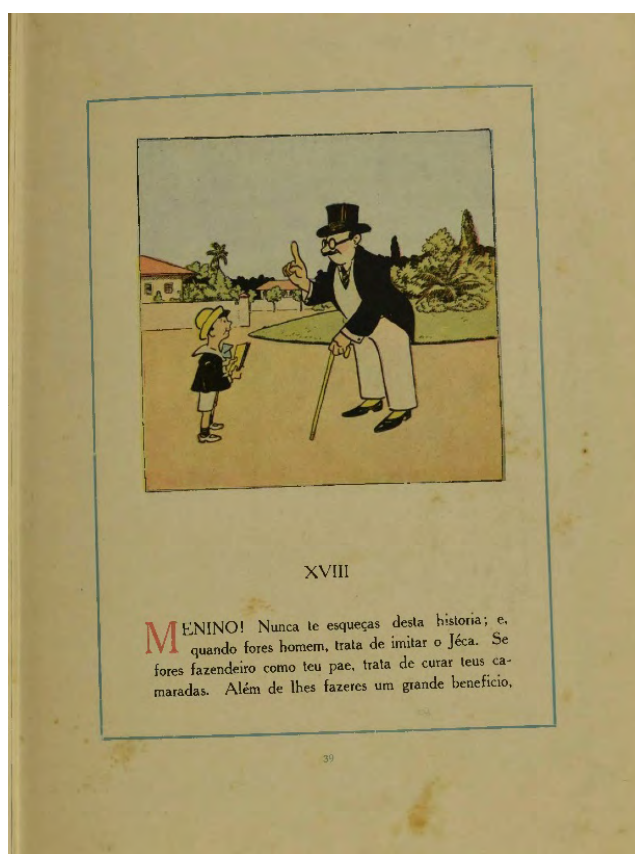 XVIII
MENINO! Nunca te esqueças desta historia; e,
quando fores homem, trata de imitar o Jéca. Se
fores fazendeiro como teu pae, trata de curar teus ca-
maradas. Além de lhes fazeres um grande beneficio,
39